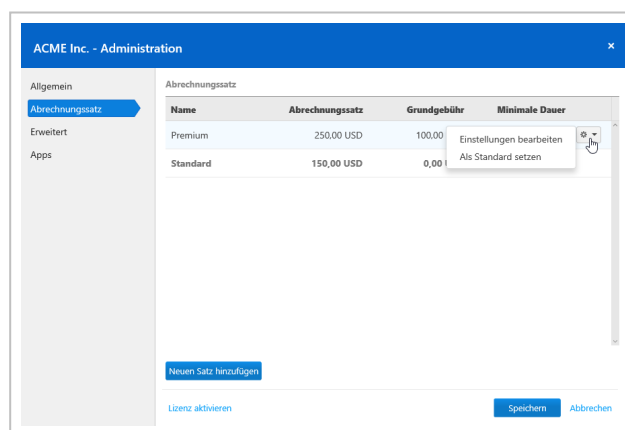 ACME Inc. - Administration ×
Allgemein
Abrechnungssatz
Erweitert
Apps
Abrechnungssatz
Name Abrechnungssatz Grundgebühr Minimale Dauer
Premium 250,00 USD 100,00
Standard 150,00 USD 0,00
Einstellungen bearbeiten
Als Standard setzen
Neuen Satz hinzufügen
Lizenz aktivieren Speichern Abbrechen